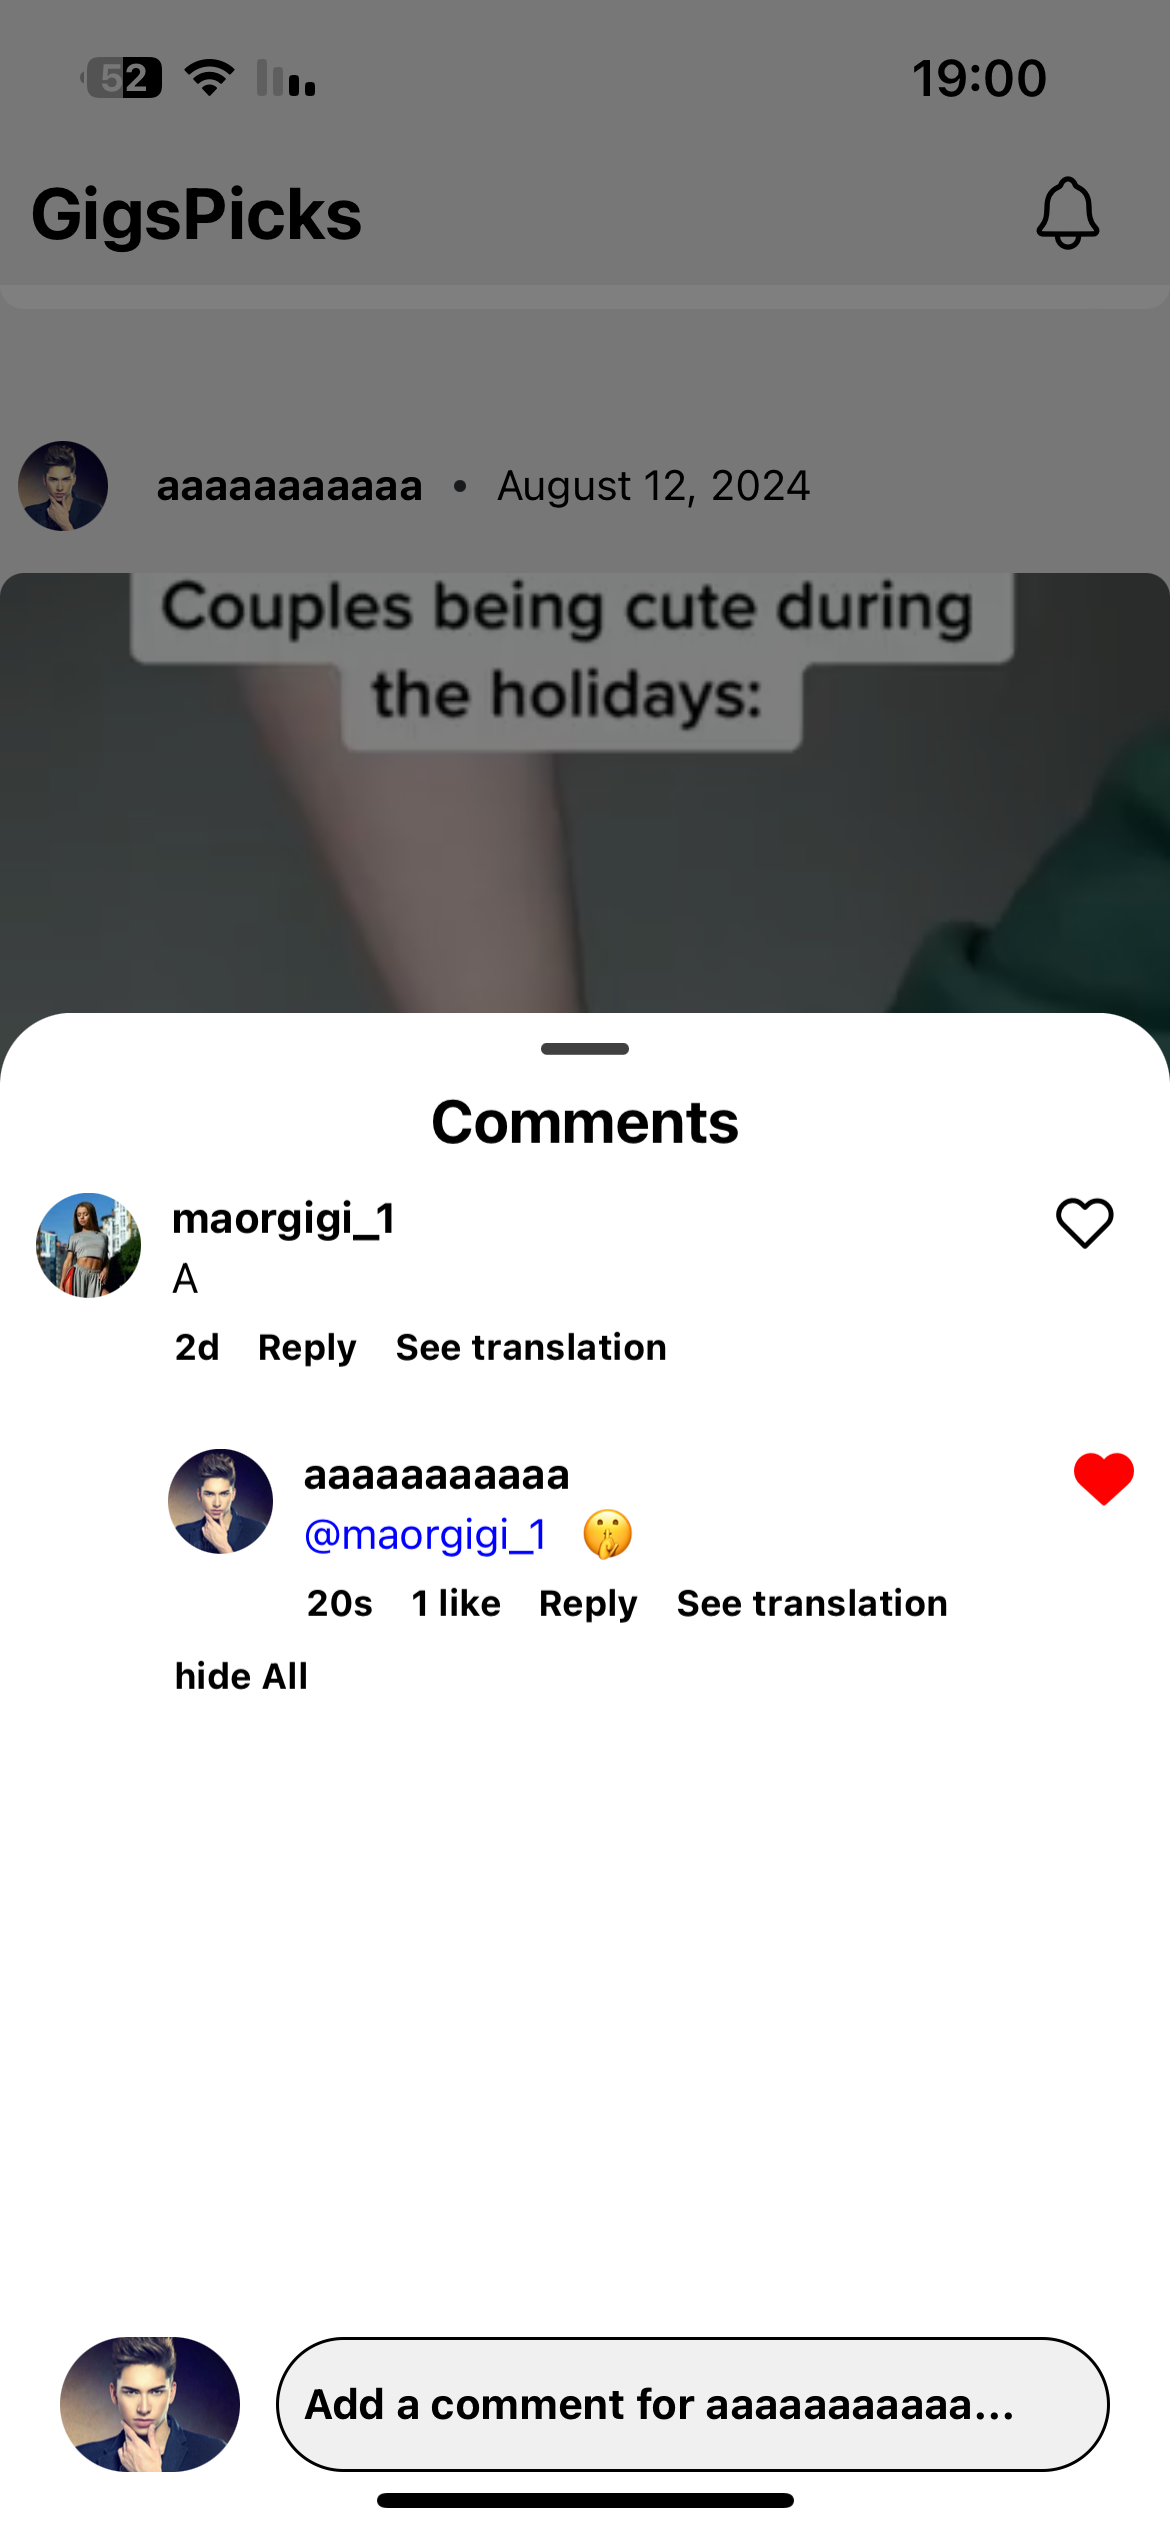 52
19:00
GigsPicks
aaaaaaaaaaa • August 12, 2024
Couples being cute during
the holidays:
Comments
maorgigi_1
A
2d Reply See translation
aaaaaaaaaaa
@maorgigi_1 🤫
20s 1 like Reply See translation
hide All
Add a comment for aaaaaaaaaaa...